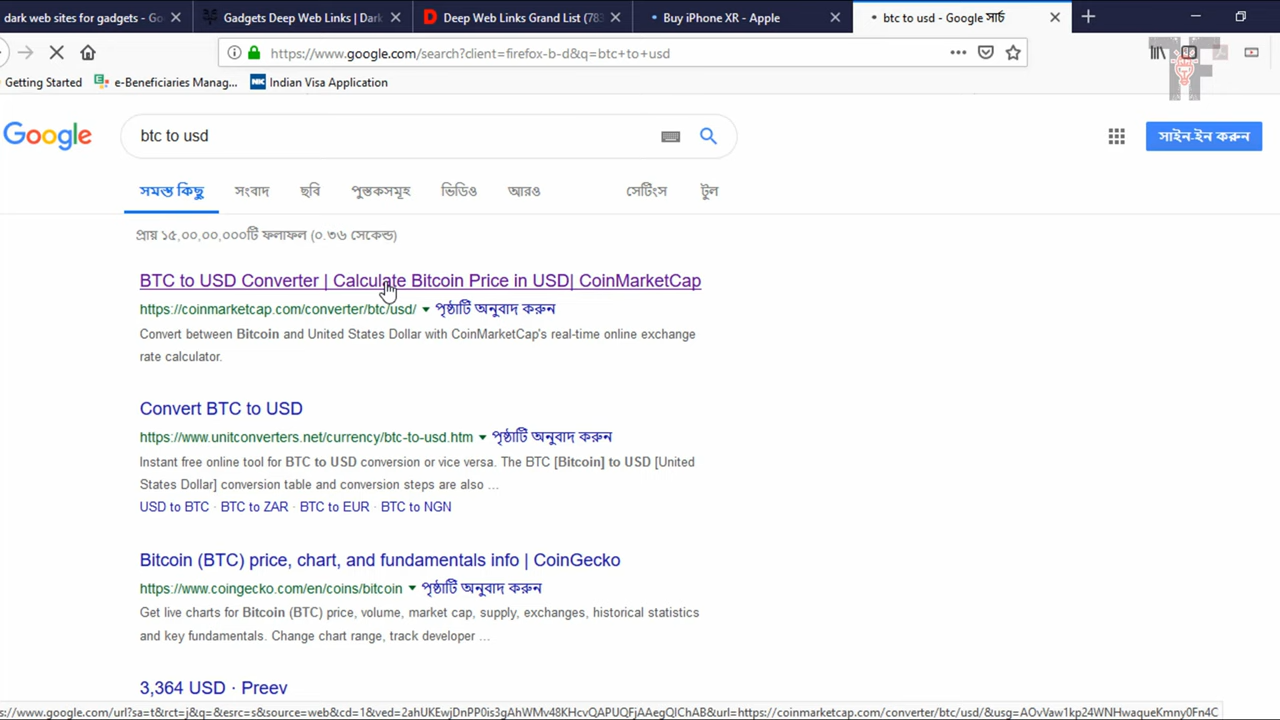 dark web sites for gadgets - Go
Gadgets Deep Web Links | Dark
Deep Web Links Grand List (783
Buy iPhone XR - Apple
btc to usd - Google সার্চ
https://www.google.com/search?client=firefox-b-d&q=btc+to+usd
Getting Started
e-Beneficiaries Manag...
NK Indian Visa Application
Google
btc to usd
সাইন-ইন করুন
সমস্ত কিছু সংবাদ ছবি পুস্তকসমূহ ভিডিও আরও সেটিংস টুল
প্রায় ১৫,০০,০০,০০০টি ফলাফল (০.৩৬ সেকেন্ড)
BTC to USD Converter | Calculate Bitcoin Price in USD| CoinMarketCap
https://coinmarketcap.com/converter/btc/usd/ পৃষ্ঠাটি অনুবাদ করুন
Convert between Bitcoin and United States Dollar with CoinMarketCap's real-time online exchange
rate calculator.
Convert BTC to USD
https://www.unitconverters.net/currency/btc-to-usd.htm পৃষ্ঠাটি অনুবাদ করুন
Instant free online tool for BTC to USD conversion or vice versa. The BTC [Bitcoin] to USD [United
States Dollar] conversion table and conversion steps are also ...
USD to BTC · BTC to ZAR · BTC to EUR · BTC to NGN
Bitcoin (BTC) price, chart, and fundamentals info | CoinGecko
https://www.coingecko.com/en/coins/bitcoin পৃষ্ঠাটি অনুবাদ করুন
Get live charts for Bitcoin (BTC) price, volume, market cap, supply, exchanges, historical statistics
and key fundamentals. Change chart range, track developer ...
3,364 USD · Preev
s://www.google.com/url?sa=t&rct=j&q=&esrc=s&source=web&cd=1&ved=2ahUKEwjDnPP0is3gAhWMv48KHcvQAPUQFjAAegQIChAB&url=https://coinmarketcap.com/converter/btc/usd/&usg=AOvVaw1kp24WNHwaqueKmny0Fn4C